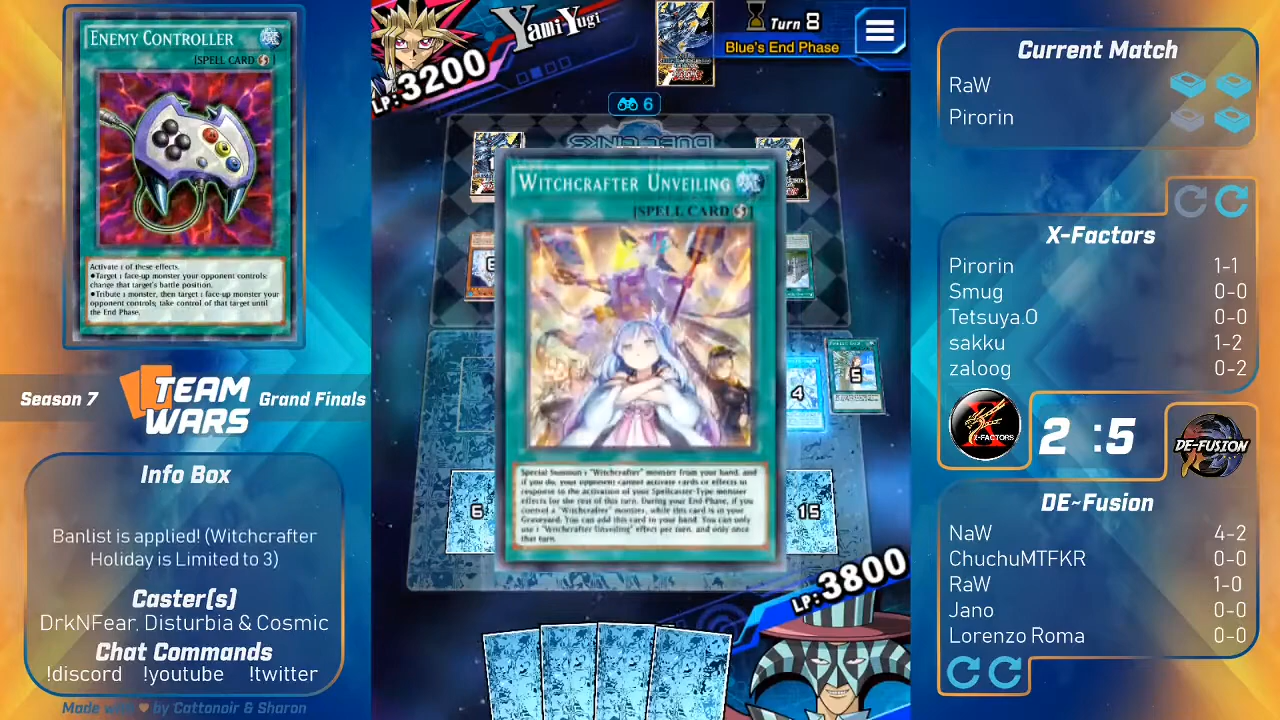 ENEMY CONTROLLER
[SPELL CARD]
Activate 1 of these effects.
●Target 1 face-up monster your opponent controls;
change that target's battle position.
●Tribute 1 monster, then target 1 face-up monster your
opponent controls; take control of that target until
the End Phase.
Season 7
TEAM
WARS
Grand Finals
Info Box
Banlist is applied! (Witchcrafter
Holiday is Limited to 3)
Caster(s)
DrkNFear, Disturbia & Cosmic
Chat Commands
!discord !youtube !twitter
Made with ♥ by Cattonoir & Sharon
Yami Yugi
LP:3200
Turn 8
Blue's End Phase
6
DUEL LINKS
WITCHCRAFTER UNVEILING
[SPELL CARD]
Special Summon 1 "Witchcrafter" monster from your hand, and
if you do, your opponent cannot activate cards or effects in
response to the activation of your Spellcaster-Type monster
effects for the rest of this turn. During your End Phase, if you
control a "Witchcrafter" monster, while this card is in your
Graveyard: You can add this card to your hand. You can only
use 1 "Witchcrafter Unveiling" effect per turn, and only once
that turn.
4
5
6
15
LP:3800
Current Match
RaW
Pirorin
X-Factors
Pirorin 1-1
Smug 0-0
Tetsuya.O 0-0
sakku 1-2
zaloog 0-2
X-FACTORS
2 :5
DE-FUSION
DE~Fusion
NaW 4-2
ChuchuMTFKR 0-0
RaW 1-0
Jano 0-0
Lorenzo Roma 0-0